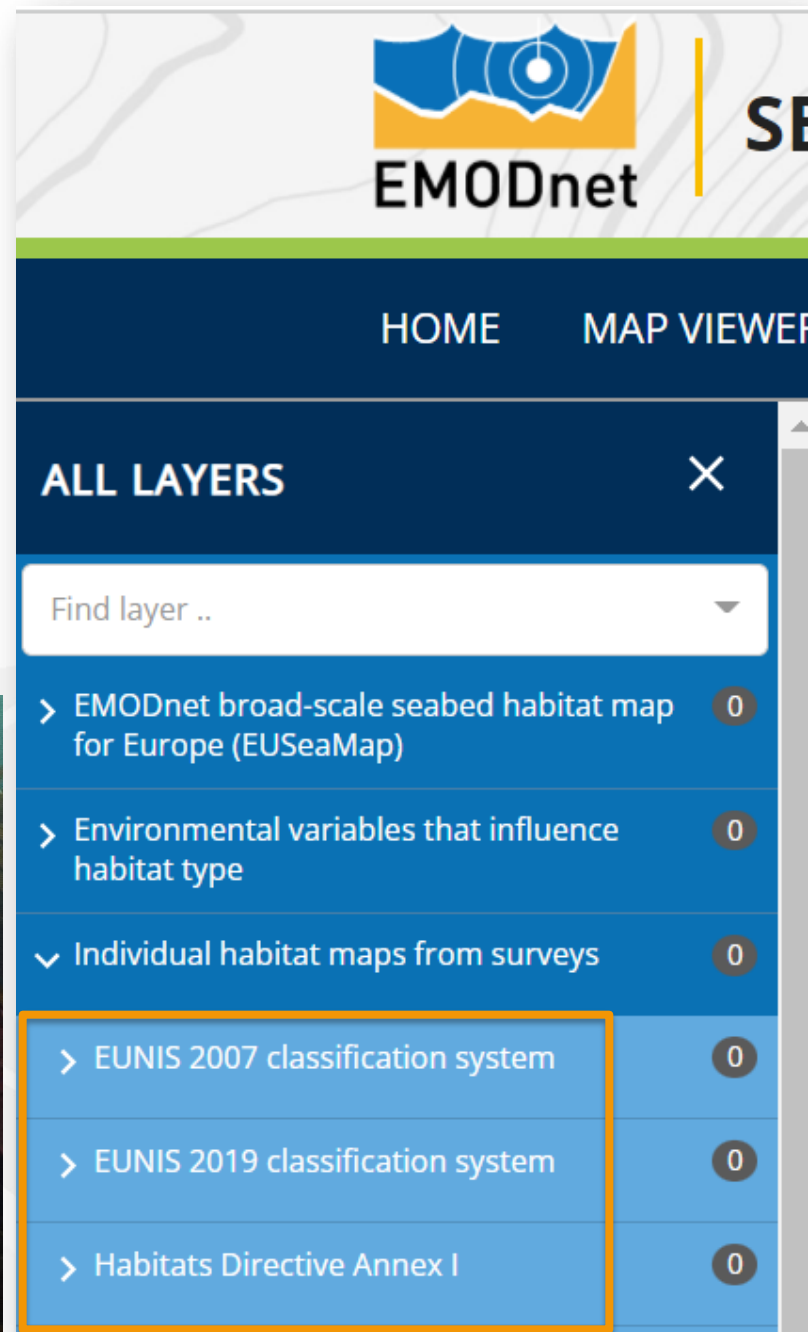 EMODnet
SE
HOME MAP VIEWER
ALL LAYERS
Find layer ..
EMODnet broad-scale seabed habitat map 0
for Europe (EUSeaMap)
Environmental variables that influence 0
habitat type
Individual habitat maps from surveys 0
EUNIS 2007 classification system 0
EUNIS 2019 classification system 0
Habitats Directive Annex I 0